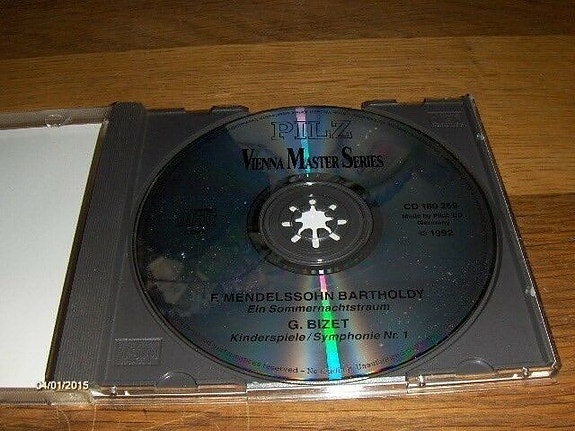 PILZ
VIENNA MASTER SERIES
CD 160 269
Made by PILZ CD
Germany
℗ 1992
F. MENDELSSOHN BARTHOLDY
Ein Sommernachtstraum
G. BIZET
Kinderspiele/Symphonie Nr. 1
04/01/2015